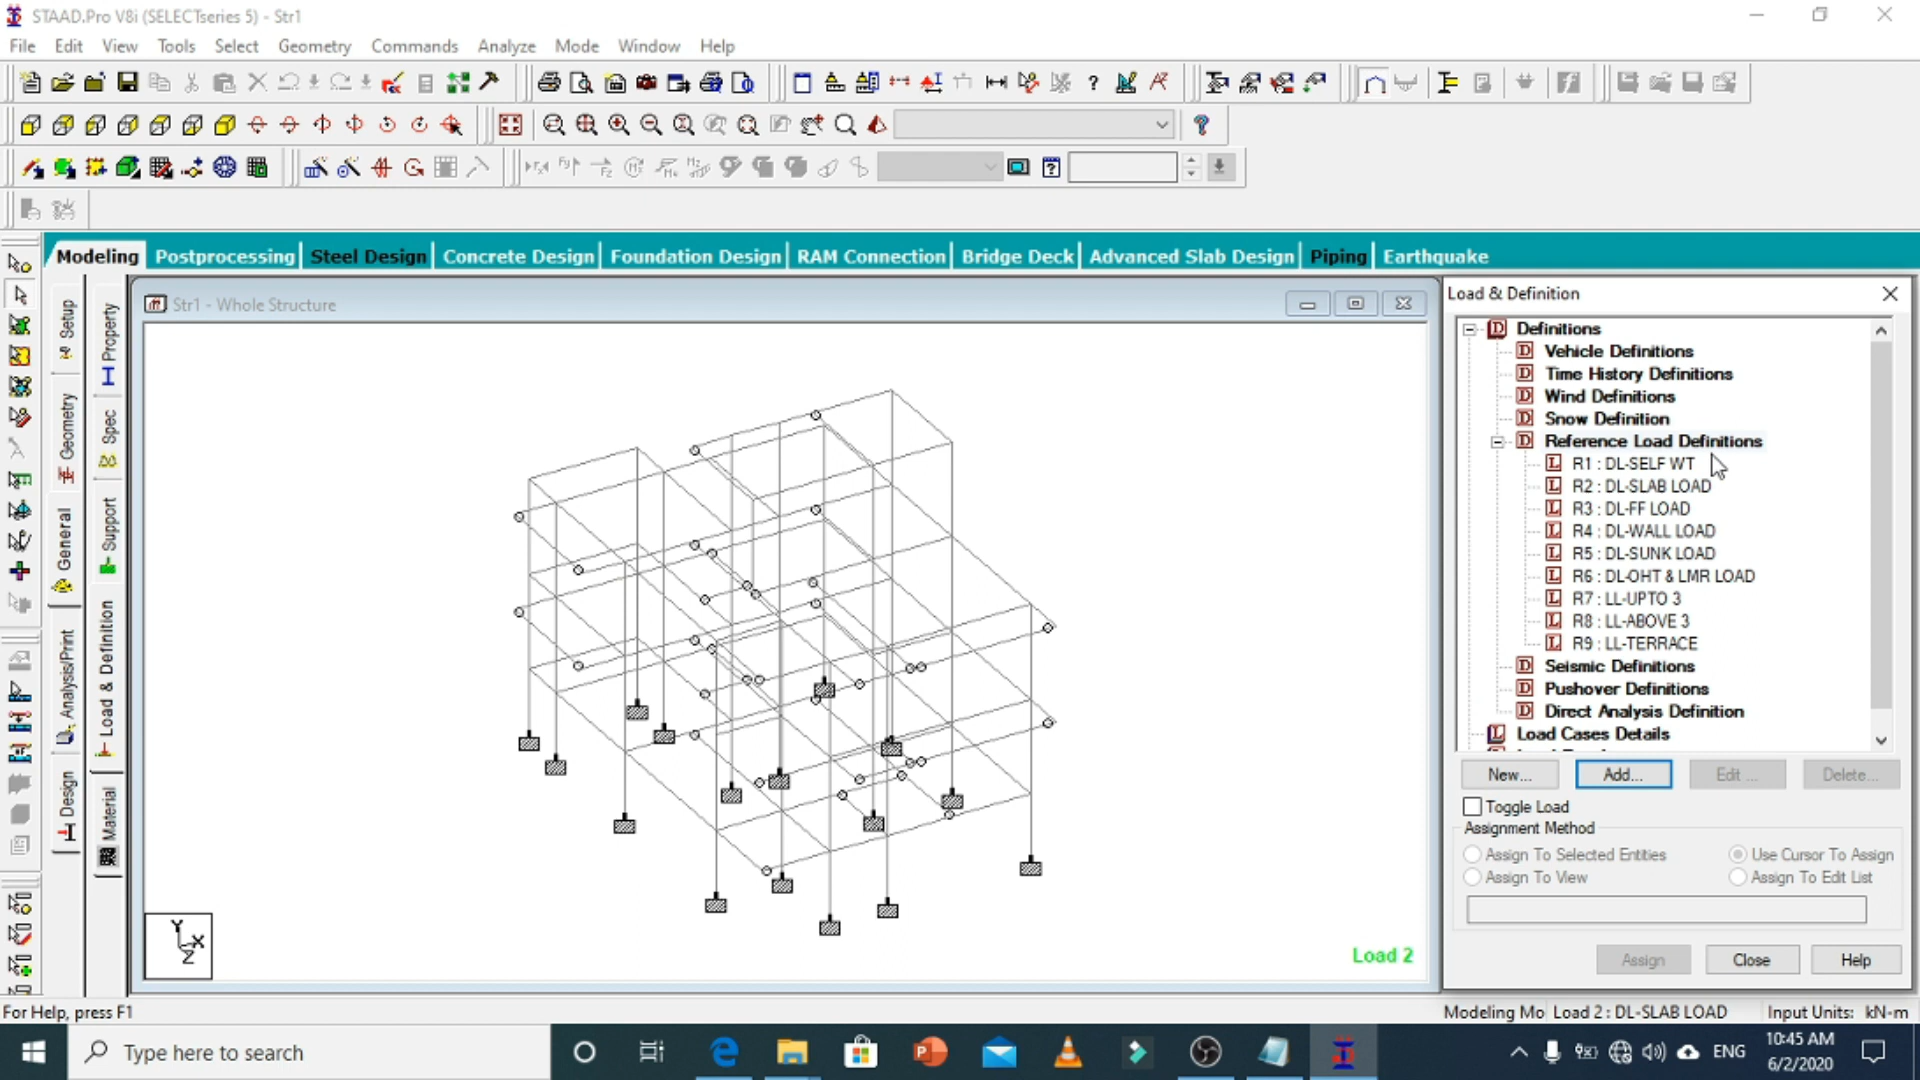 STAAD.Pro V8i (SELECTseries 5) - Str1
File Edit View Tools Select Geometry Commands Analyze Mode Window Help
Modeling Postprocessing Steel Design Concrete Design Foundation Design RAM Connection Bridge Deck Advanced Slab Design Piping Earthquake
Setup
Geometry
General
Analysis/Print
Design
Property
Spec
Support
Load & Definition
Material
Str1 - Whole Structure
Y
X
Z
Load 2
Load & Definition
Definitions
Vehicle Definitions
Time History Definitions
Wind Definitions
Snow Definition
Reference Load Definitions
R1 : DL-SELF WT
R2 : DL-SLAB LOAD
R3 : DL-FF LOAD
R4 : DL-WALL LOAD
R5 : DL-SUNK LOAD
R6 : DL-OHT & LMR LOAD
R7 : LL-UPTO 3
R8 : LL-ABOVE 3
R9 : LL-TERRACE
Seismic Definitions
Pushover Definitions
Direct Analysis Definition
Load Cases Details
New... Add... Edit ... Delete...
Toggle Load
Assignment Method
Assign To Selected Entities Use Cursor To Assign
Assign To View Assign To Edit List
Assign Close Help
For Help, press F1 Modeling Mo Load 2 : DL-SLAB LOAD Input Units: kN-m
Type here to search
ENG
10:45 AM
6/2/2020